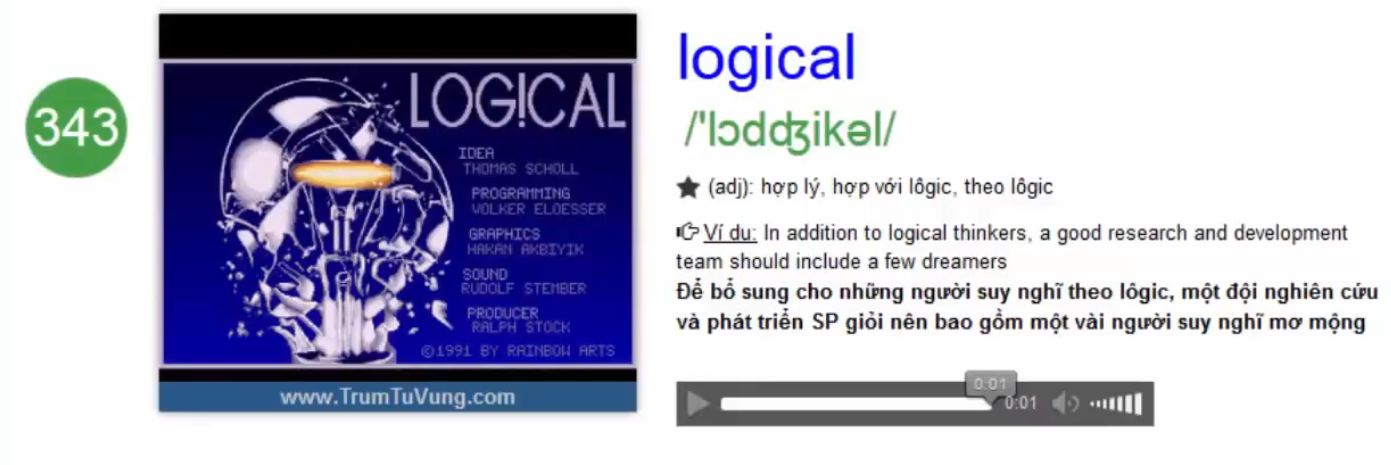 343
LOG!CAL
IDEA
THOMAS SCHOLL
PROGRAMMING
VOLKER ELOESSER
GRAPHICS
HAKAN AKBIYIK
SOUND
RUDOLF STEMBER
PRODUCER
RALPH STOCK
©1991 BY RAINBOW ARTS
www.TrumTuVung.com
logical
/'lɔdʤikəl/
(adj): hợp lý, hợp với lôgic, theo lôgic
Ví du: In addition to logical thinkers, a good research and development
team should include a few dreamers
Để bổ sung cho những người suy nghĩ theo lôgic, một đội nghiên cứu
và phát triển SP giỏi nên bao gồm một vài người suy nghĩ mơ mộng
0:01
0:01